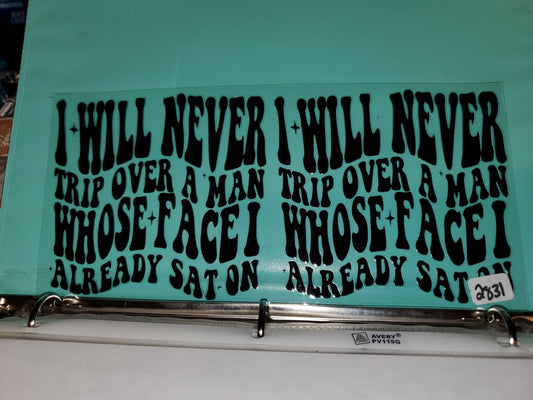 I WILL NEVER
TRIP OVER A MAN
WHOSE FACE I
ALREADY SAT ON
I WILL NEVER
TRIP OVER A MAN
WHOSE FACE I
ALREADY SAT ON
2831
AVERY®
PV119G